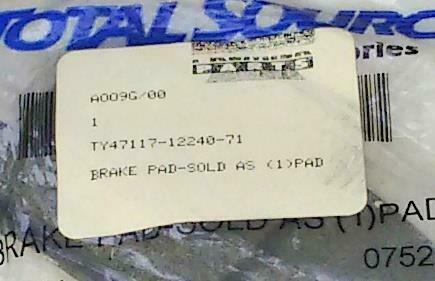 TOTAL SOURCE
ories
A009G/00
1
TY47117-12240-71
BRAKE PAD-SOLD AS (1)PAD
BRAKE PAD-SOLD AS (1)PAD
0752